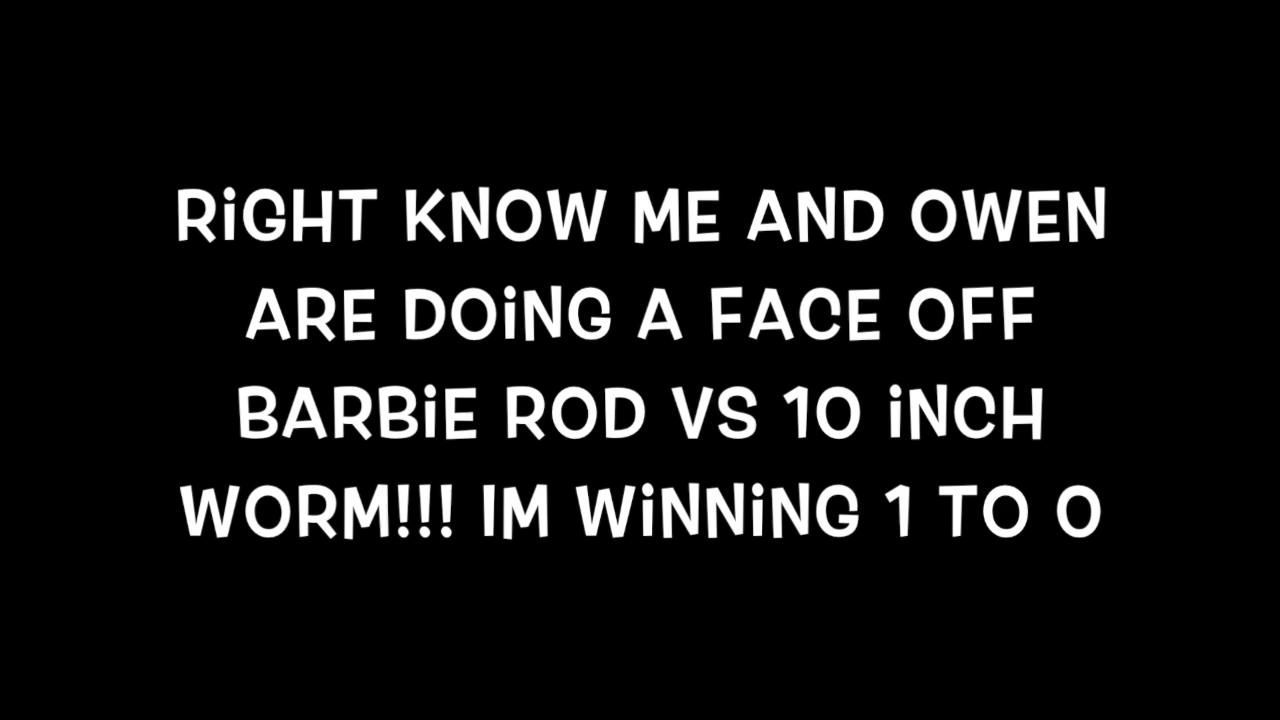 RiGHT KNOW ME AND OWEN
ARE DOiNG A FACE OFF
BARBiE ROD VS 10 iNCH
WORM!!! IM WiNNiNG 1 TO 0